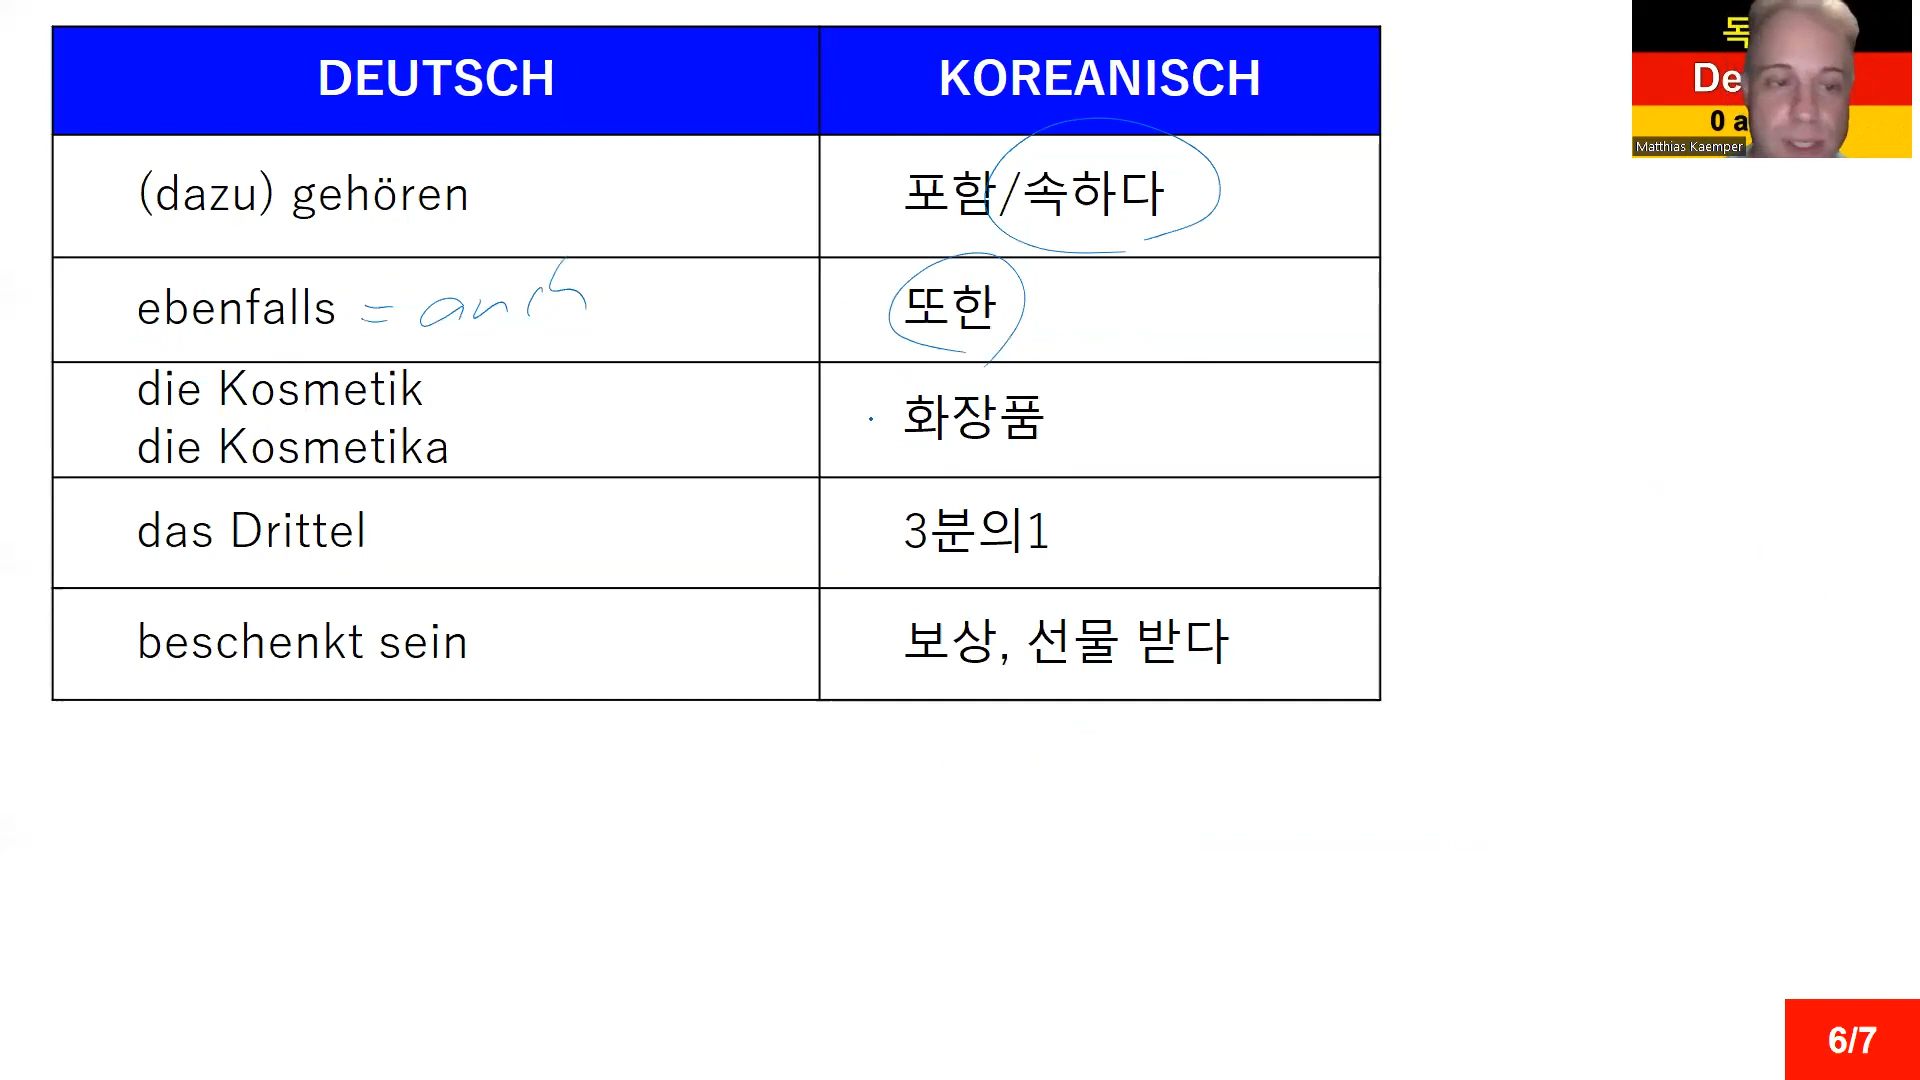 DEUTSCH KOREANISCH
(dazu) gehören 포함/속하다
ebenfalls = auch 또한
die Kosmetik
die Kosmetika
화장품
das Drittel 3분의1
beschenkt sein 보상, 선물 받다
독
De
0 a
Matthias Kaemper
6/7